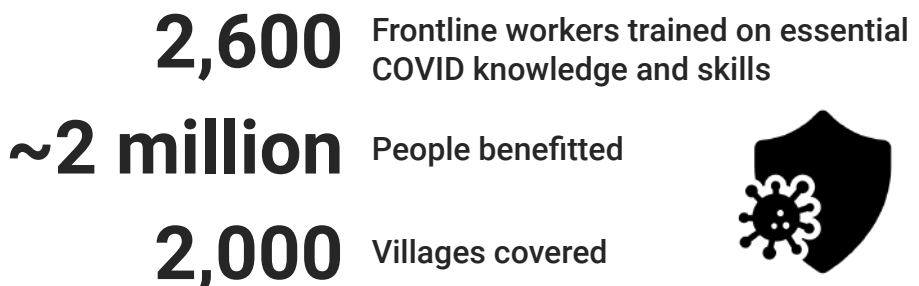 2,600 Frontline workers trained on essential
COVID knowledge and skills
~2 million People benefitted
2,000 Villages covered